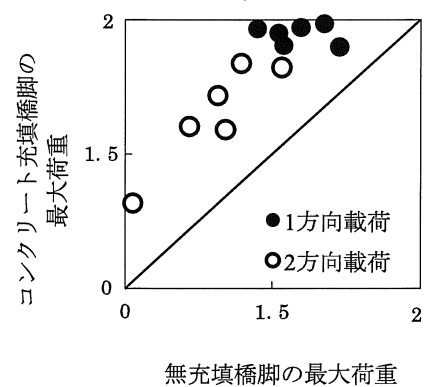 コンクリート充填橋脚の
最大荷重
2
1.5
0
●1方向載荷
○2方向載荷
0 1.5 2
無充填橋脚の最大荷重